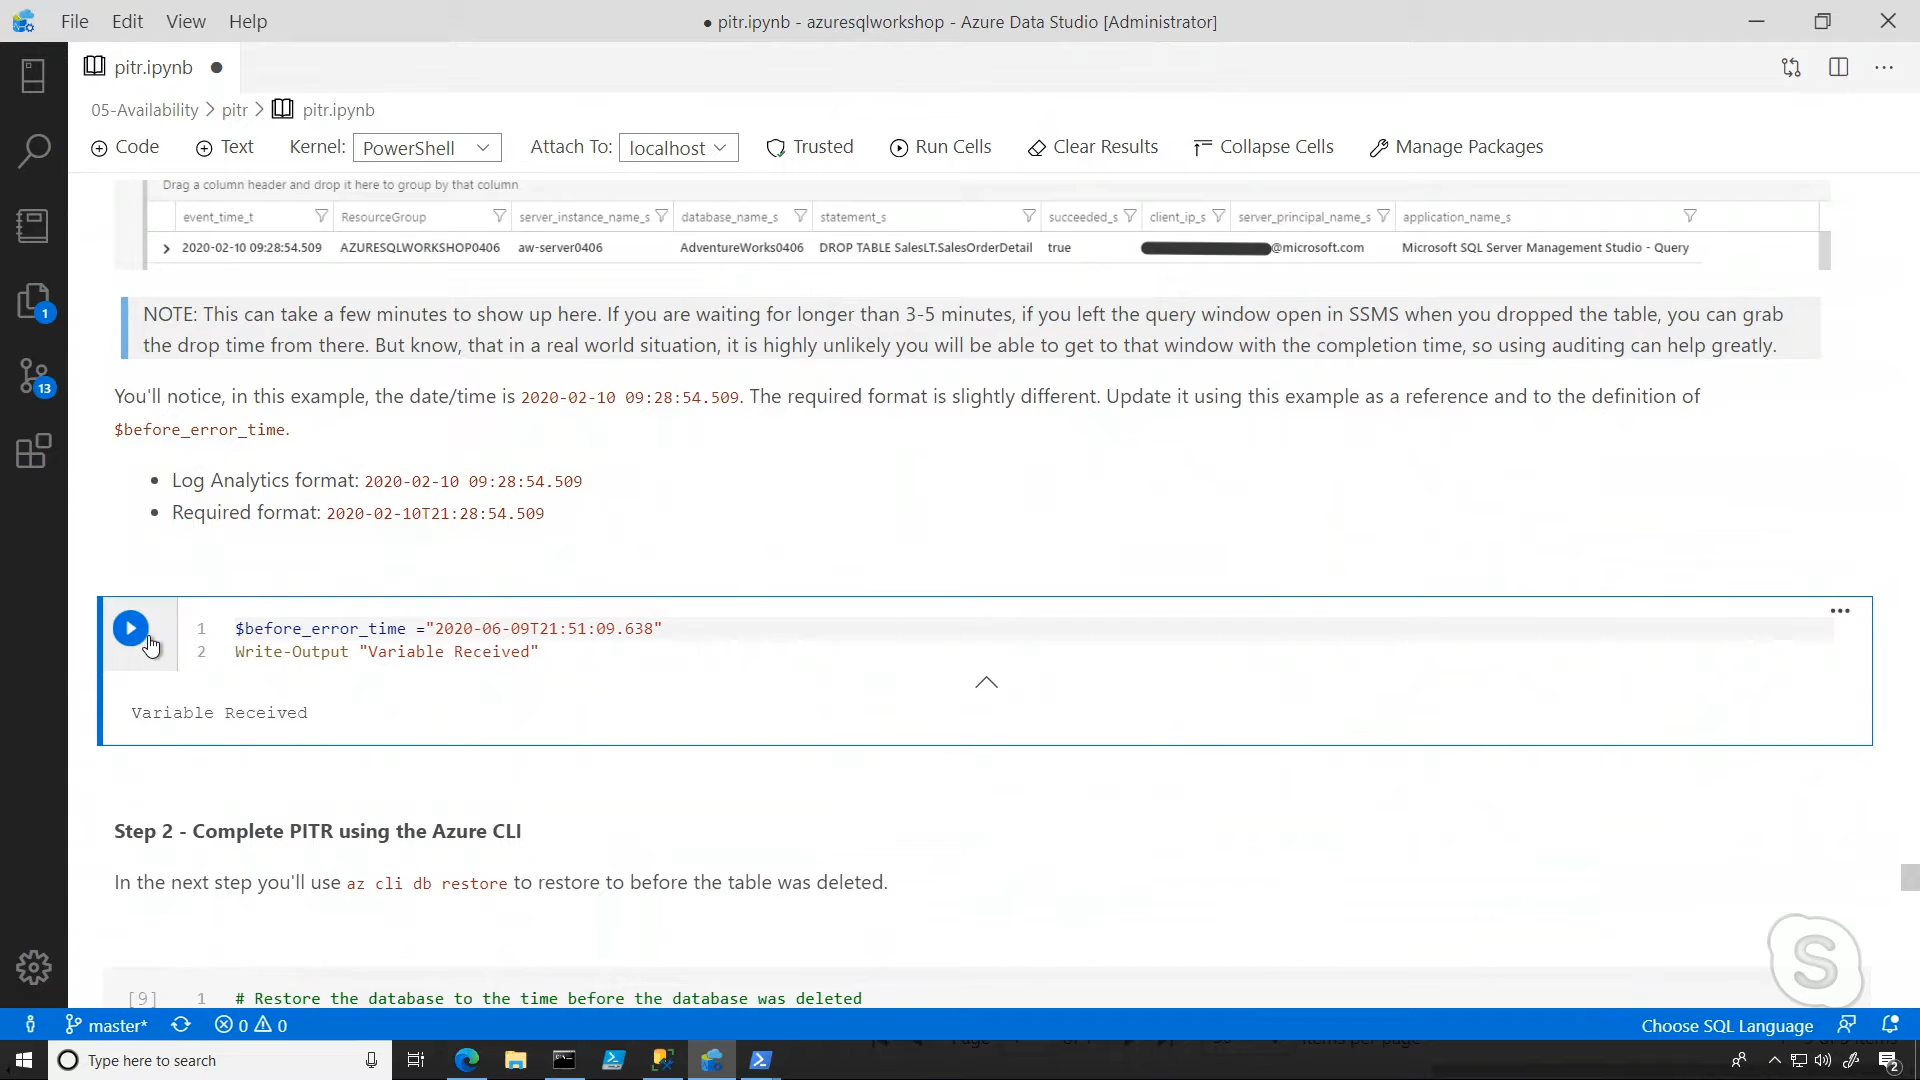 File Edit View Help
● pitr.ipynb - azuresqlworkshop - Azure Data Studio [Administrator]
pitr.ipynb ●
05-Availability > pitr > pitr.ipynb
Code Text Kernel: PowerShell Attach To: localhost Trusted Run Cells Clear Results Collapse Cells Manage Packages
Drag a column header and drop it here to group by that column
event_time_t ResourceGroup server_instance_name_s database_name_s statement_s succeeded_s client_ip_s server_principal_name_s application_name_s
2020-02-10 09:28:54.509 AZURESQLWORKSHOP0406 aw-server0406 AdventureWorks0406 DROP TABLE SalesLT.SalesOrderDetail true @microsoft.com Microsoft SQL Server Management Studio - Query
NOTE: This can take a few minutes to show up here. If you are waiting for longer than 3-5 minutes, if you left the query window open in SSMS when you dropped the table, you can grab
the drop time from there. But know, that in a real world situation, it is highly unlikely you will be able to get to that window with the completion time, so using auditing can help greatly.
You'll notice, in this example, the date/time is 2020-02-10 09:28:54.509. The required format is slightly different. Update it using this example as a reference and to the definition of
$before_error_time.
• Log Analytics format: 2020-02-10 09:28:54.509
• Required format: 2020-02-10T21:28:54.509
1 $before_error_time ="2020-06-09T21:51:09.638"
2 Write-Output "Variable Received"
Variable Received
Step 2 - Complete PITR using the Azure CLI
In the next step you'll use az cli db restore to restore to before the table was deleted.
[9] 1 # Restore the database to the time before the database was deleted
1
13
S
master* 0 0 Choose SQL Language
Type here to search
2